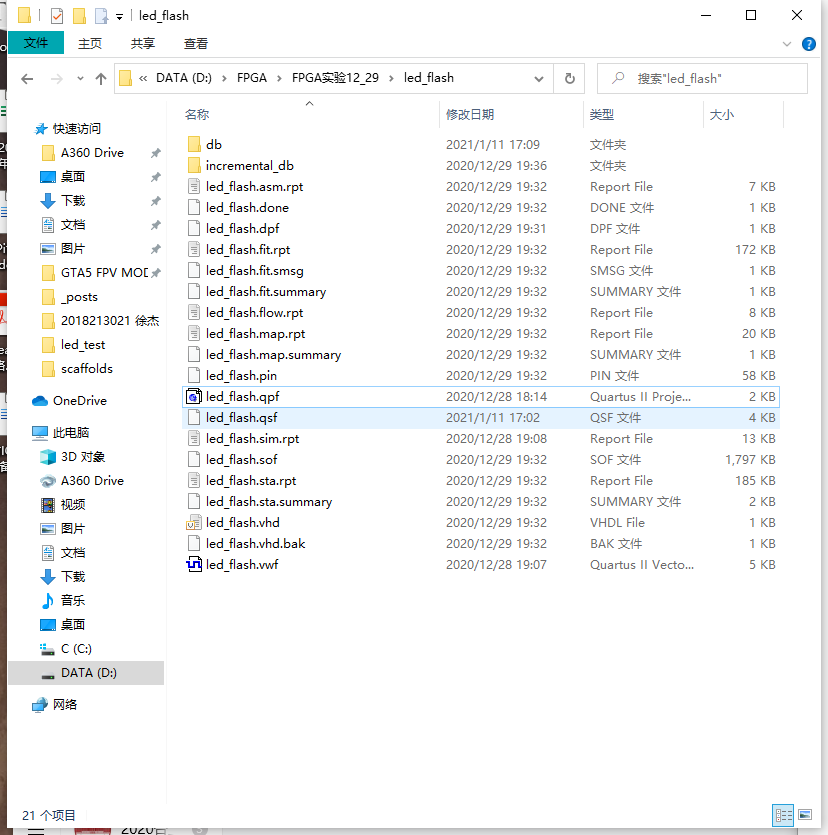 led_flash
文件 主页 共享 查看
« DATA (D:) › FPGA › FPGA实验12_29 › led_flash
搜索"led_flash"
名称 修改日期 类型 大小
快速访问
A360 Drive
桌面
下载
文档
图片
GTA5 FPV MOD
_posts
2018213021 徐杰
led_test
scaffolds
OneDrive
此电脑
3D 对象
A360 Drive
视频
图片
文档
下载
音乐
桌面
C (C:)
DATA (D:)
网络
db 2021/1/11 17:09 文件夹
incremental_db 2020/12/29 19:36 文件夹
led_flash.asm.rpt 2020/12/29 19:32 Report File 7 KB
led_flash.done 2020/12/29 19:32 DONE 文件 1 KB
led_flash.dpf 2020/12/29 19:31 DPF 文件 1 KB
led_flash.fit.rpt 2020/12/29 19:32 Report File 172 KB
led_flash.fit.smsg 2020/12/29 19:32 SMSG 文件 1 KB
led_flash.fit.summary 2020/12/29 19:32 SUMMARY 文件 1 KB
led_flash.flow.rpt 2020/12/29 19:32 Report File 8 KB
led_flash.map.rpt 2020/12/29 19:32 Report File 20 KB
led_flash.map.summary 2020/12/29 19:32 SUMMARY 文件 1 KB
led_flash.pin 2020/12/29 19:32 PIN 文件 58 KB
led_flash.qpf 2020/12/28 18:14 Quartus II Proje... 2 KB
led_flash.qsf 2021/1/11 17:02 QSF 文件 4 KB
led_flash.sim.rpt 2020/12/28 19:08 Report File 13 KB
led_flash.sof 2020/12/29 19:32 SOF 文件 1,797 KB
led_flash.sta.rpt 2020/12/29 19:32 Report File 185 KB
led_flash.sta.summary 2020/12/29 19:32 SUMMARY 文件 2 KB
led_flash.vhd 2020/12/29 19:32 VHDL File 1 KB
led_flash.vhd.bak 2020/12/29 19:32 BAK 文件 1 KB
led_flash.vwf 2020/12/28 19:07 Quartus II Vecto... 5 KB
21 个项目